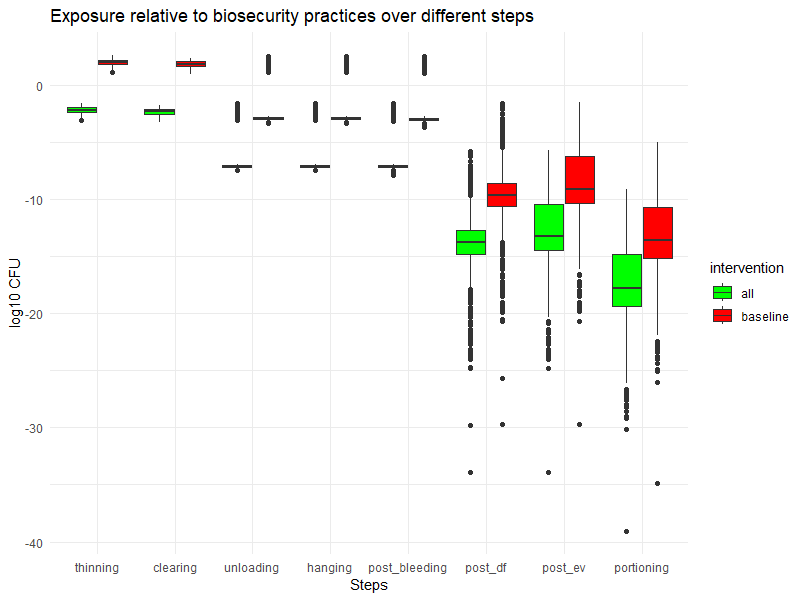 Exposure relative to biosecurity practices over different steps
log10 CFU
0
-10
-20
-30
-40
thinning
clearing
unloading
hanging
post_bleeding
post_df
post_ev
portioning
Steps
intervention
all
baseline